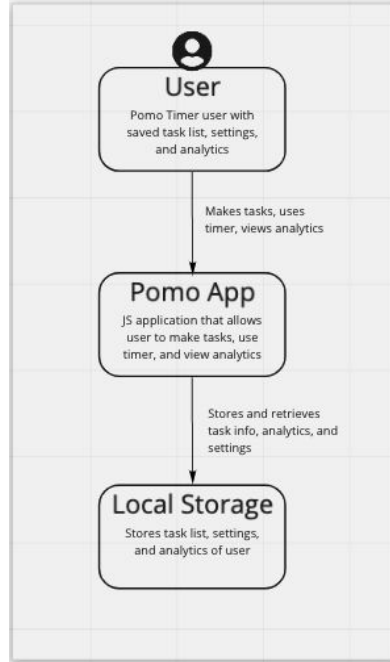 User
Pomo Timer user with
saved task list, settings,
and analytics
Makes tasks, uses
timer, views analytics
Pomo App
JS application that allows
user to make tasks, use
timer, and view analytics
Stores and retrieves
task info, analytics, and
settings
Local Storage
Stores task list, settings,
and analytics of user